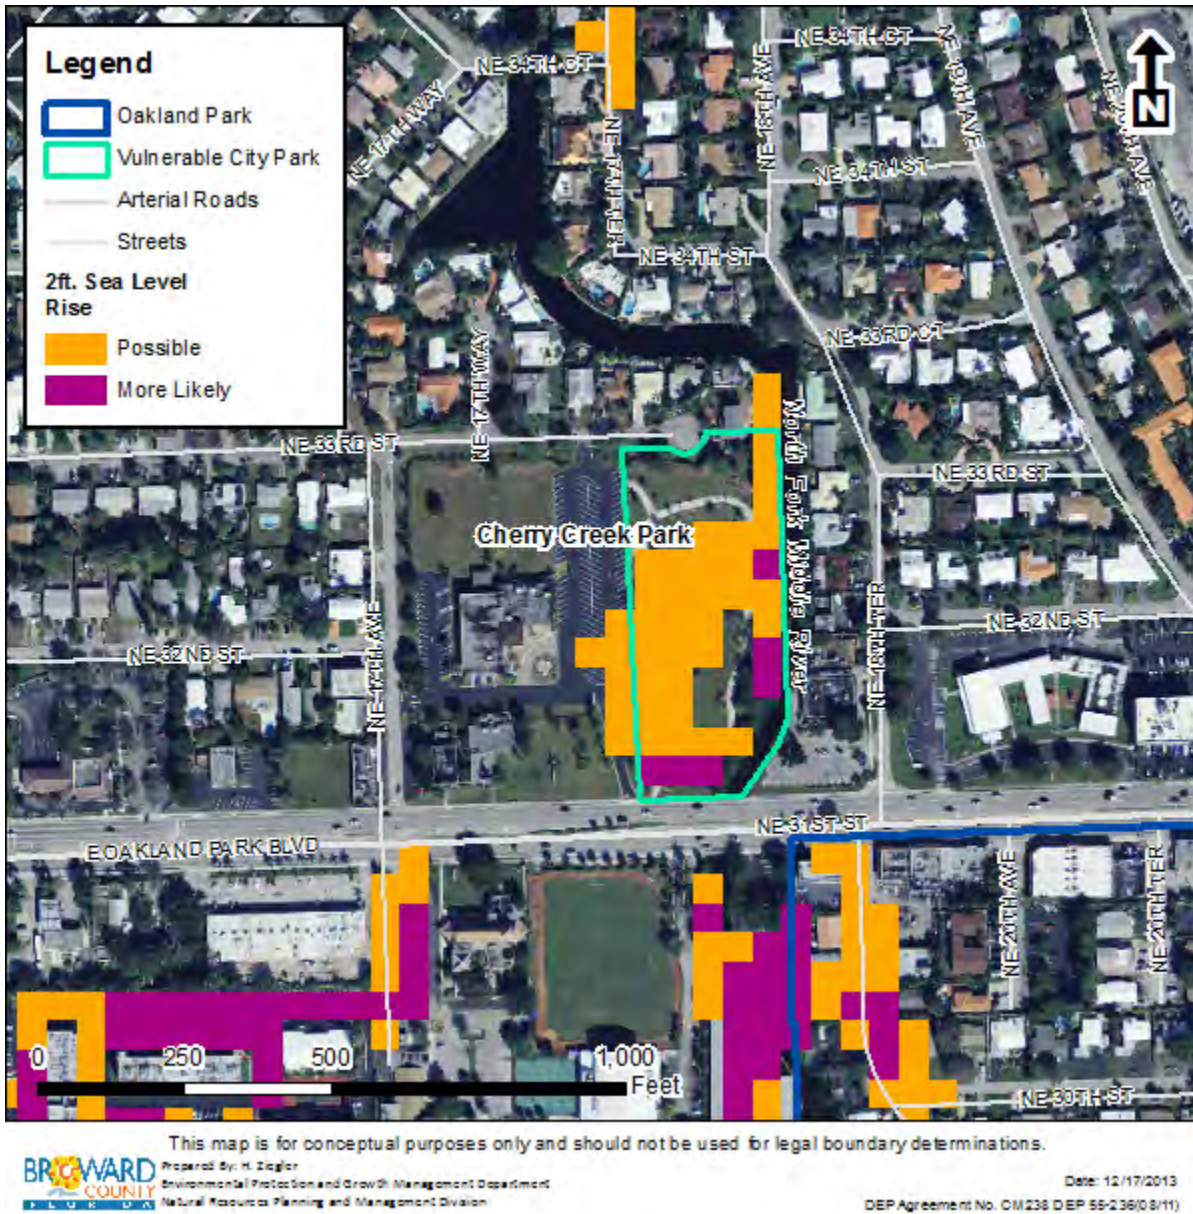 Legend
Oakland Park
Vulnerable City Park
Arterial Roads
Streets
2ft. Sea Level
Rise
Possible
More Likely
NE 34TH CT
NE 17TH WAY
NE 17TH TER
NE 34TH ST
NE 18TH AVE
NE 34TH CT
NE 19TH AVE
NE 20TH AVE
N
NE 34TH ST
NE 33RD CT
NE 17TH WAY
NE 33RD ST
NE 33RD ST
North Fork Middle River
Cherry Creek Park
NE 17TH AVE
NE 32ND ST
NE 18TH TER
NE 32ND ST
E OAKLAND PARK BLVD
NE 31ST ST
NE 20TH AVE
NE 20TH TER
NE 30TH ST
0 250 500 1,000
Feet
This map is for conceptual purposes only and should not be used for legal boundary determinations.
BROWARD
COUNTY
FLORIDA
Prepared By: H. Ziegler
Environmental Protection and Growth Management Department
Natural Resources Planning and Management Division
Date: 12/17/2013
DEP Agreement No. CM238 DEP 55-236(08/11)